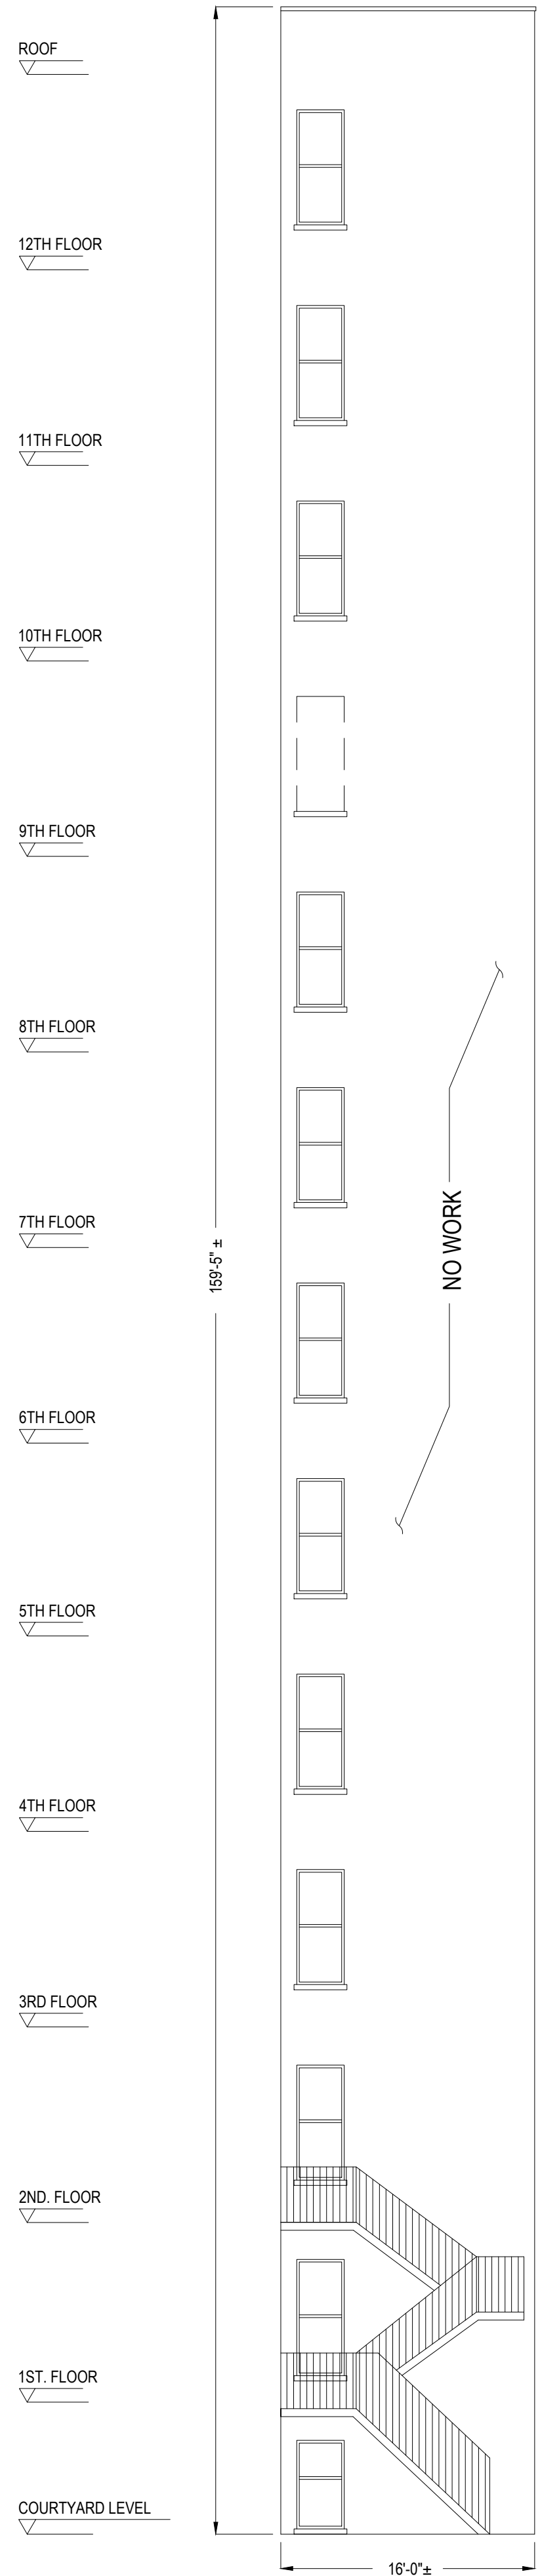 ROOF
12TH FLOOR
11TH FLOOR
10TH FLOOR
9TH FLOOR
8TH FLOOR
7TH FLOOR
159'-5" ±
NO WORK
6TH FLOOR
5TH FLOOR
4TH FLOOR
3RD FLOOR
2ND. FLOOR
1ST. FLOOR
COURTYARD LEVEL
16'-0"±